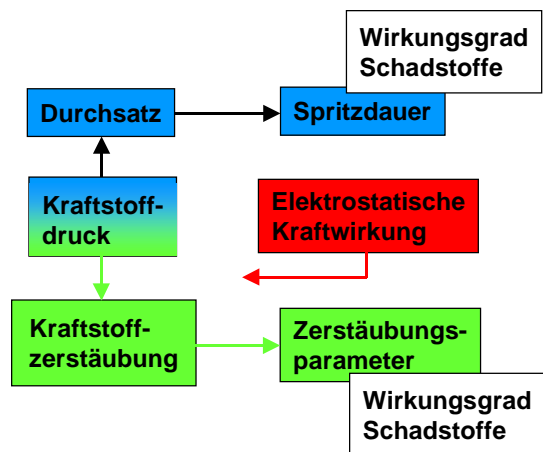 Wirkungsgrad
Schadstoffe
Durchsatz
Spritzdauer
Kraftstoff-
druck
Elektrostatische
Kraftwirkung
Kraftstoff-
zerstäubung
Zerstäubungs-
parameter
Wirkungsgrad
Schadstoffe